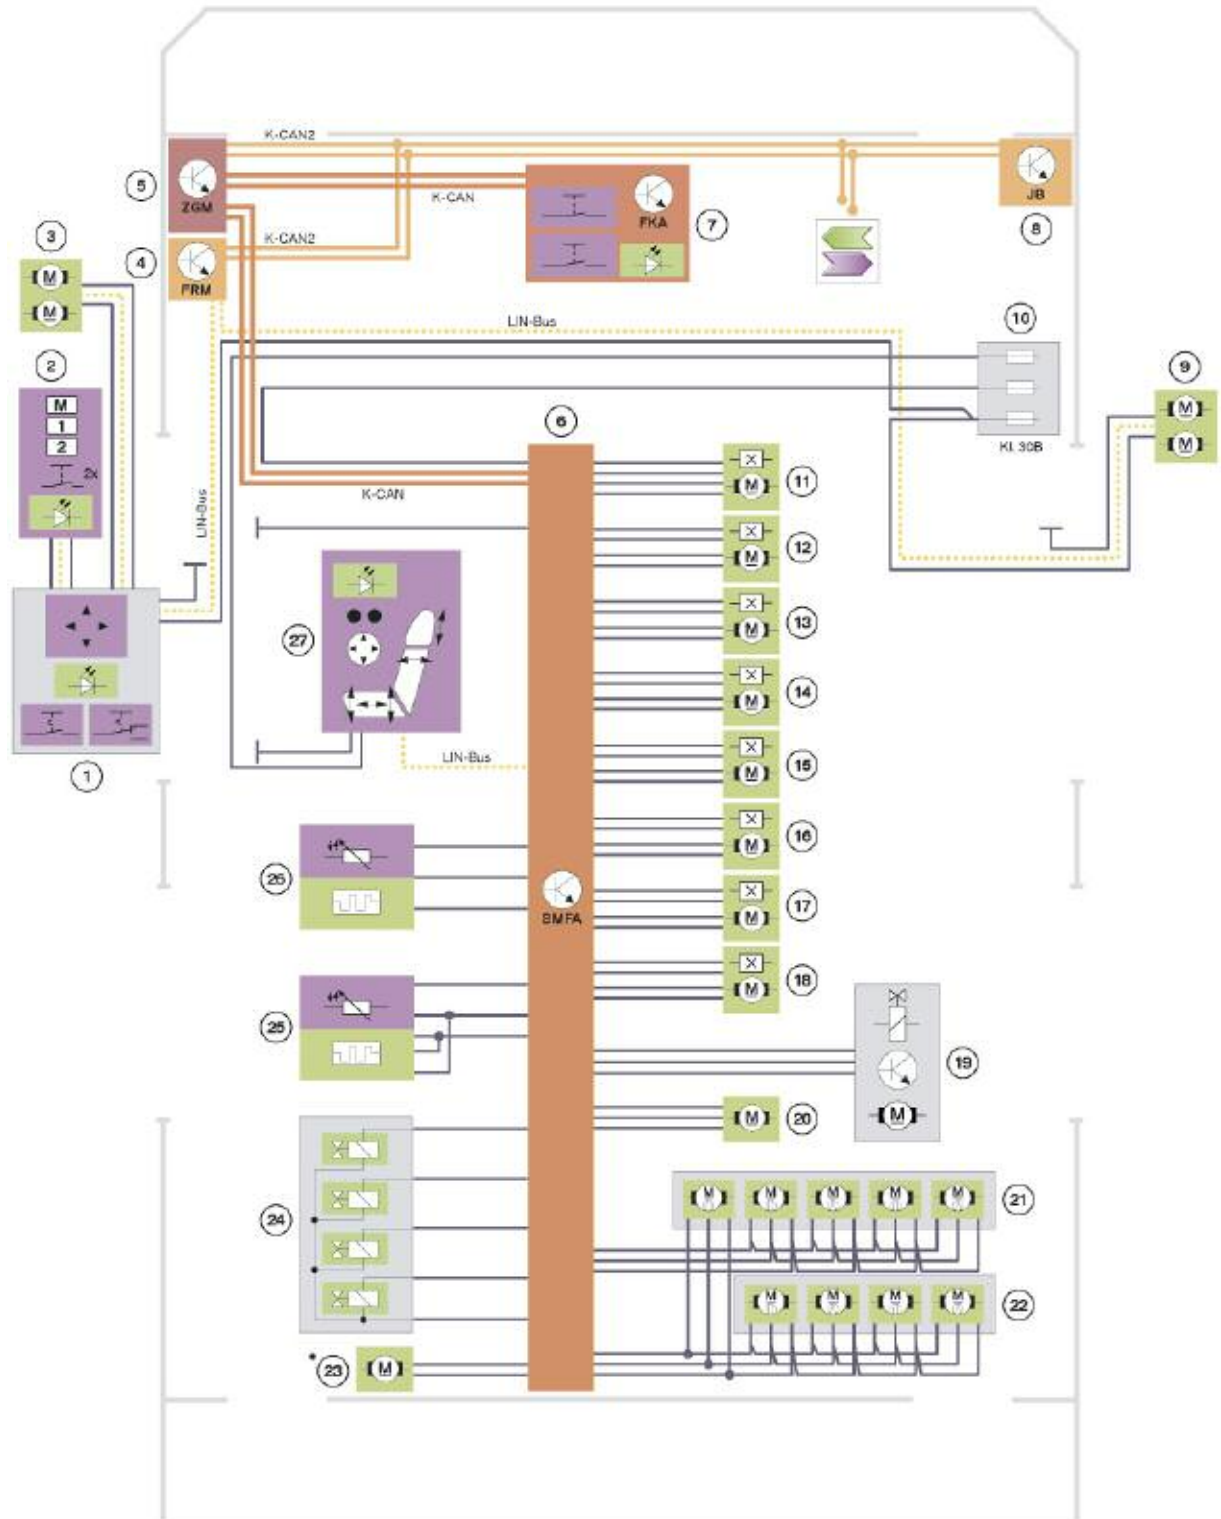 K-CAN2
5
ZGM
K-CAN
FKA
7
JB
8
3
M
M
4
K-CAN2
FRM
LIN-Bus
10
2
9
M
1
2
2x
M
M
6
Kl. 30B
K-CAN
LIN-Bus
M
11
M
12
27
M
13
M
14
LIN-Bus
M
15
1
M
16
26
SMFA
M
17
M
18
25
19
M
M
20
24
M
M
M
M
M
21
M
M
M
M
22
23
M